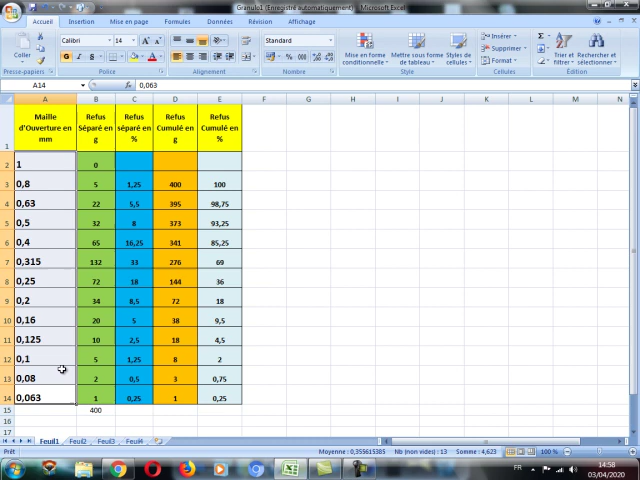 Granulo1 (Enregistré automatiquement) - Microsoft Excel
Accueil Insertion Mise en page Formules Données Révision Affichage
Coller
Calibri 14
Standard
Mise en forme conditionnelle
Mettre sous forme de tableau
Styles de cellules
Insérer
Supprimer
Format
Trier et filtrer
Rechercher et sélectionner
Presse-papiers Police Alignement Nombre Style Cellules Édition
A14 fx 0,063
A B C D E F G H I J K L M N
1 Maille d'Ouverture en mm Refus Séparé en g Refus séparé en % Refus Cumulé en g Refus Cumulé en %
2 1 0
3 0,8 5 1,25 400 100
4 0,63 22 5,5 395 98,75
5 0,5 32 8 373 93,25
6 0,4 65 16,25 341 85,25
7 0,315 132 33 276 69
8 0,25 72 18 144 36
9 0,2 34 8,5 72 18
10 0,16 20 5 38 9,5
11 0,125 10 2,5 18 4,5
12 0,1 5 1,25 8 2
13 0,08 2 0,5 3 0,75
14 0,063 1 0,25 1 0,25
15 400
16
17
Feuil1 Feuil2 Feuil3 Feuil4
Prêt Moyenne : 0,355615385 Nb (non vides) : 13 Somme : 4,623 100 %
FR 14:58
03/04/2020